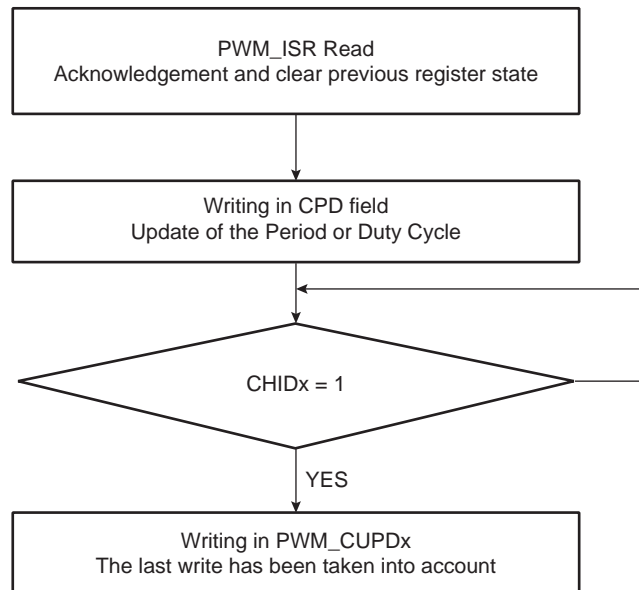 PWM_ISR Read
Acknowledgement and clear previous register state
Writing in CPD field
Update of the Period or Duty Cycle
CHIDx = 1
YES
Writing in PWM_CUPDx
The last write has been taken into account